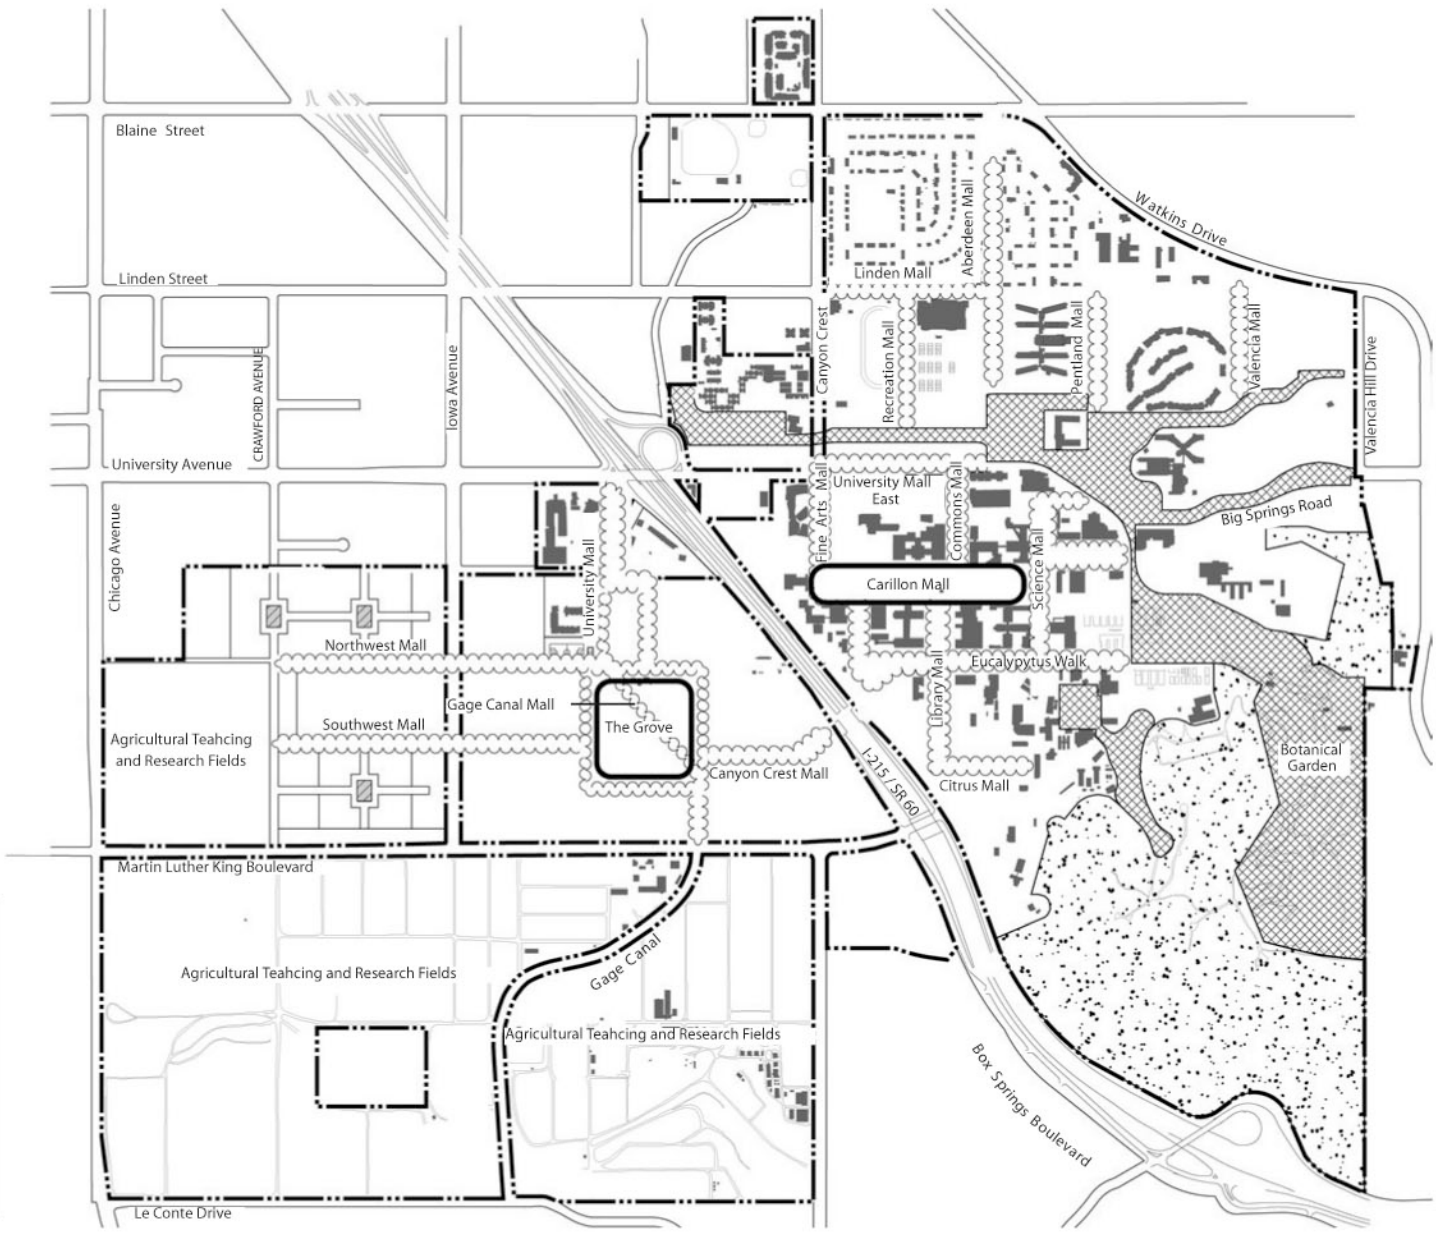 Blaine Street
Watkins Drive
Aberdeen Mall
Linden Mall
Linden Street
CRAWFORD AVENUE
Iowa Avenue
Canyon Crest
Recreation Mall
Pentland Mall
Valencia Mall
Valencia Hill Drive
University Avenue
University Mall
East
Fine Arts Mall
Commons Mall
Big Springs Road
Chicago Avenue
University Mall
Science Mall
Carillon Mall
Northwest Mall
Eucalypytus Walk
Library Mall
Gage Canal Mall
The Grove
Southwest Mall
Agricultural Teahcing
and Research Fields
Canyon Crest Mall
I-215 / SR 60
Citrus Mall
Botanical
Garden
Martin Luther King Boulevard
Gage Canal
Agricultural Teahcing and Research Fields
Agricultural Teahcing and Research Fields
Box Springs Boulevard
Le Conte Drive